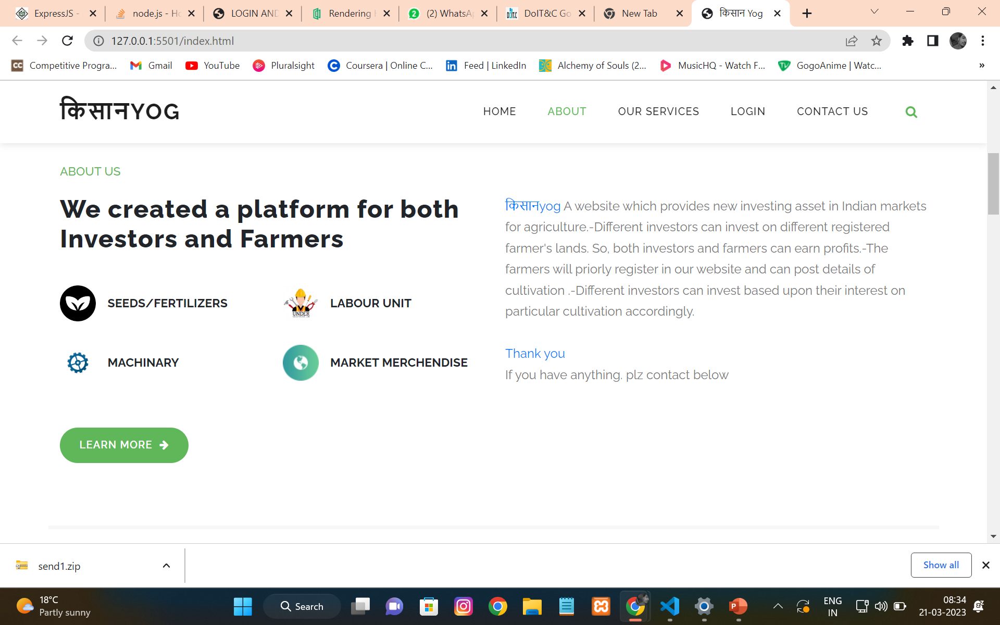 ExpressJS -
node.js - Ho
LOGIN AND
Rendering
(2) WhatsA
DoIT&C Go
New Tab
किसान Yog
127.0.0.1:5501/index.html
CC Competitive Progra...
Gmail
YouTube
Pluralsight
Coursera | Online C...
in Feed | LinkedIn
Alchemy of Souls (2...
MusicHQ - Watch F...
GogoAnime | Watc...
»
किसानYOG
HOME
ABOUT
OUR SERVICES
LOGIN
CONTACT US
ABOUT US
We created a platform for both
Investors and Farmers
SEEDS/FERTILIZERS
UNDER
LABOUR UNIT
MACHINARY
MARKET MERCHENDISE
LEARN MORE
किसानyog A website which provides new investing asset in Indian markets
for agriculture.-Different investors can invest on different registered
farmer's lands. So, both investors and farmers can earn profits.-The
farmers will priorly register in our website and can post details of
cultivation .-Different investors can invest based upon their interest on
particular cultivation accordingly.
Thank you
If you have anything. plz contact below
send1.zip
Show all
18°C
Partly sunny
Search
ENG
IN
08:34
21-03-2023